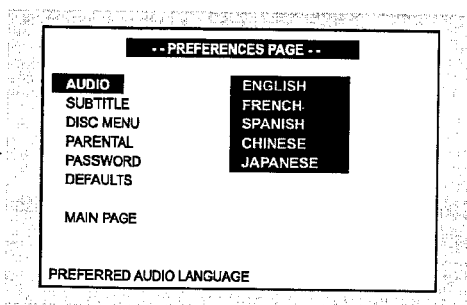 - - PREFERENCES PAGE - -
AUDIO
SUBTITLE
DISC MENU
PARENTAL
PASSWORD
DEFAULTS
MAIN PAGE
ENGLISH
FRENCH
SPANISH
CHINESE
JAPANESE
PREFERRED AUDIO LANGUAGE